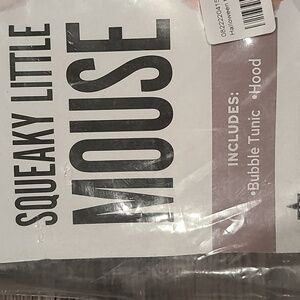 SQUEAKY LITTLE
MOUSE
INCLUDES:
•Bubble Tunic •Hood
Halloween